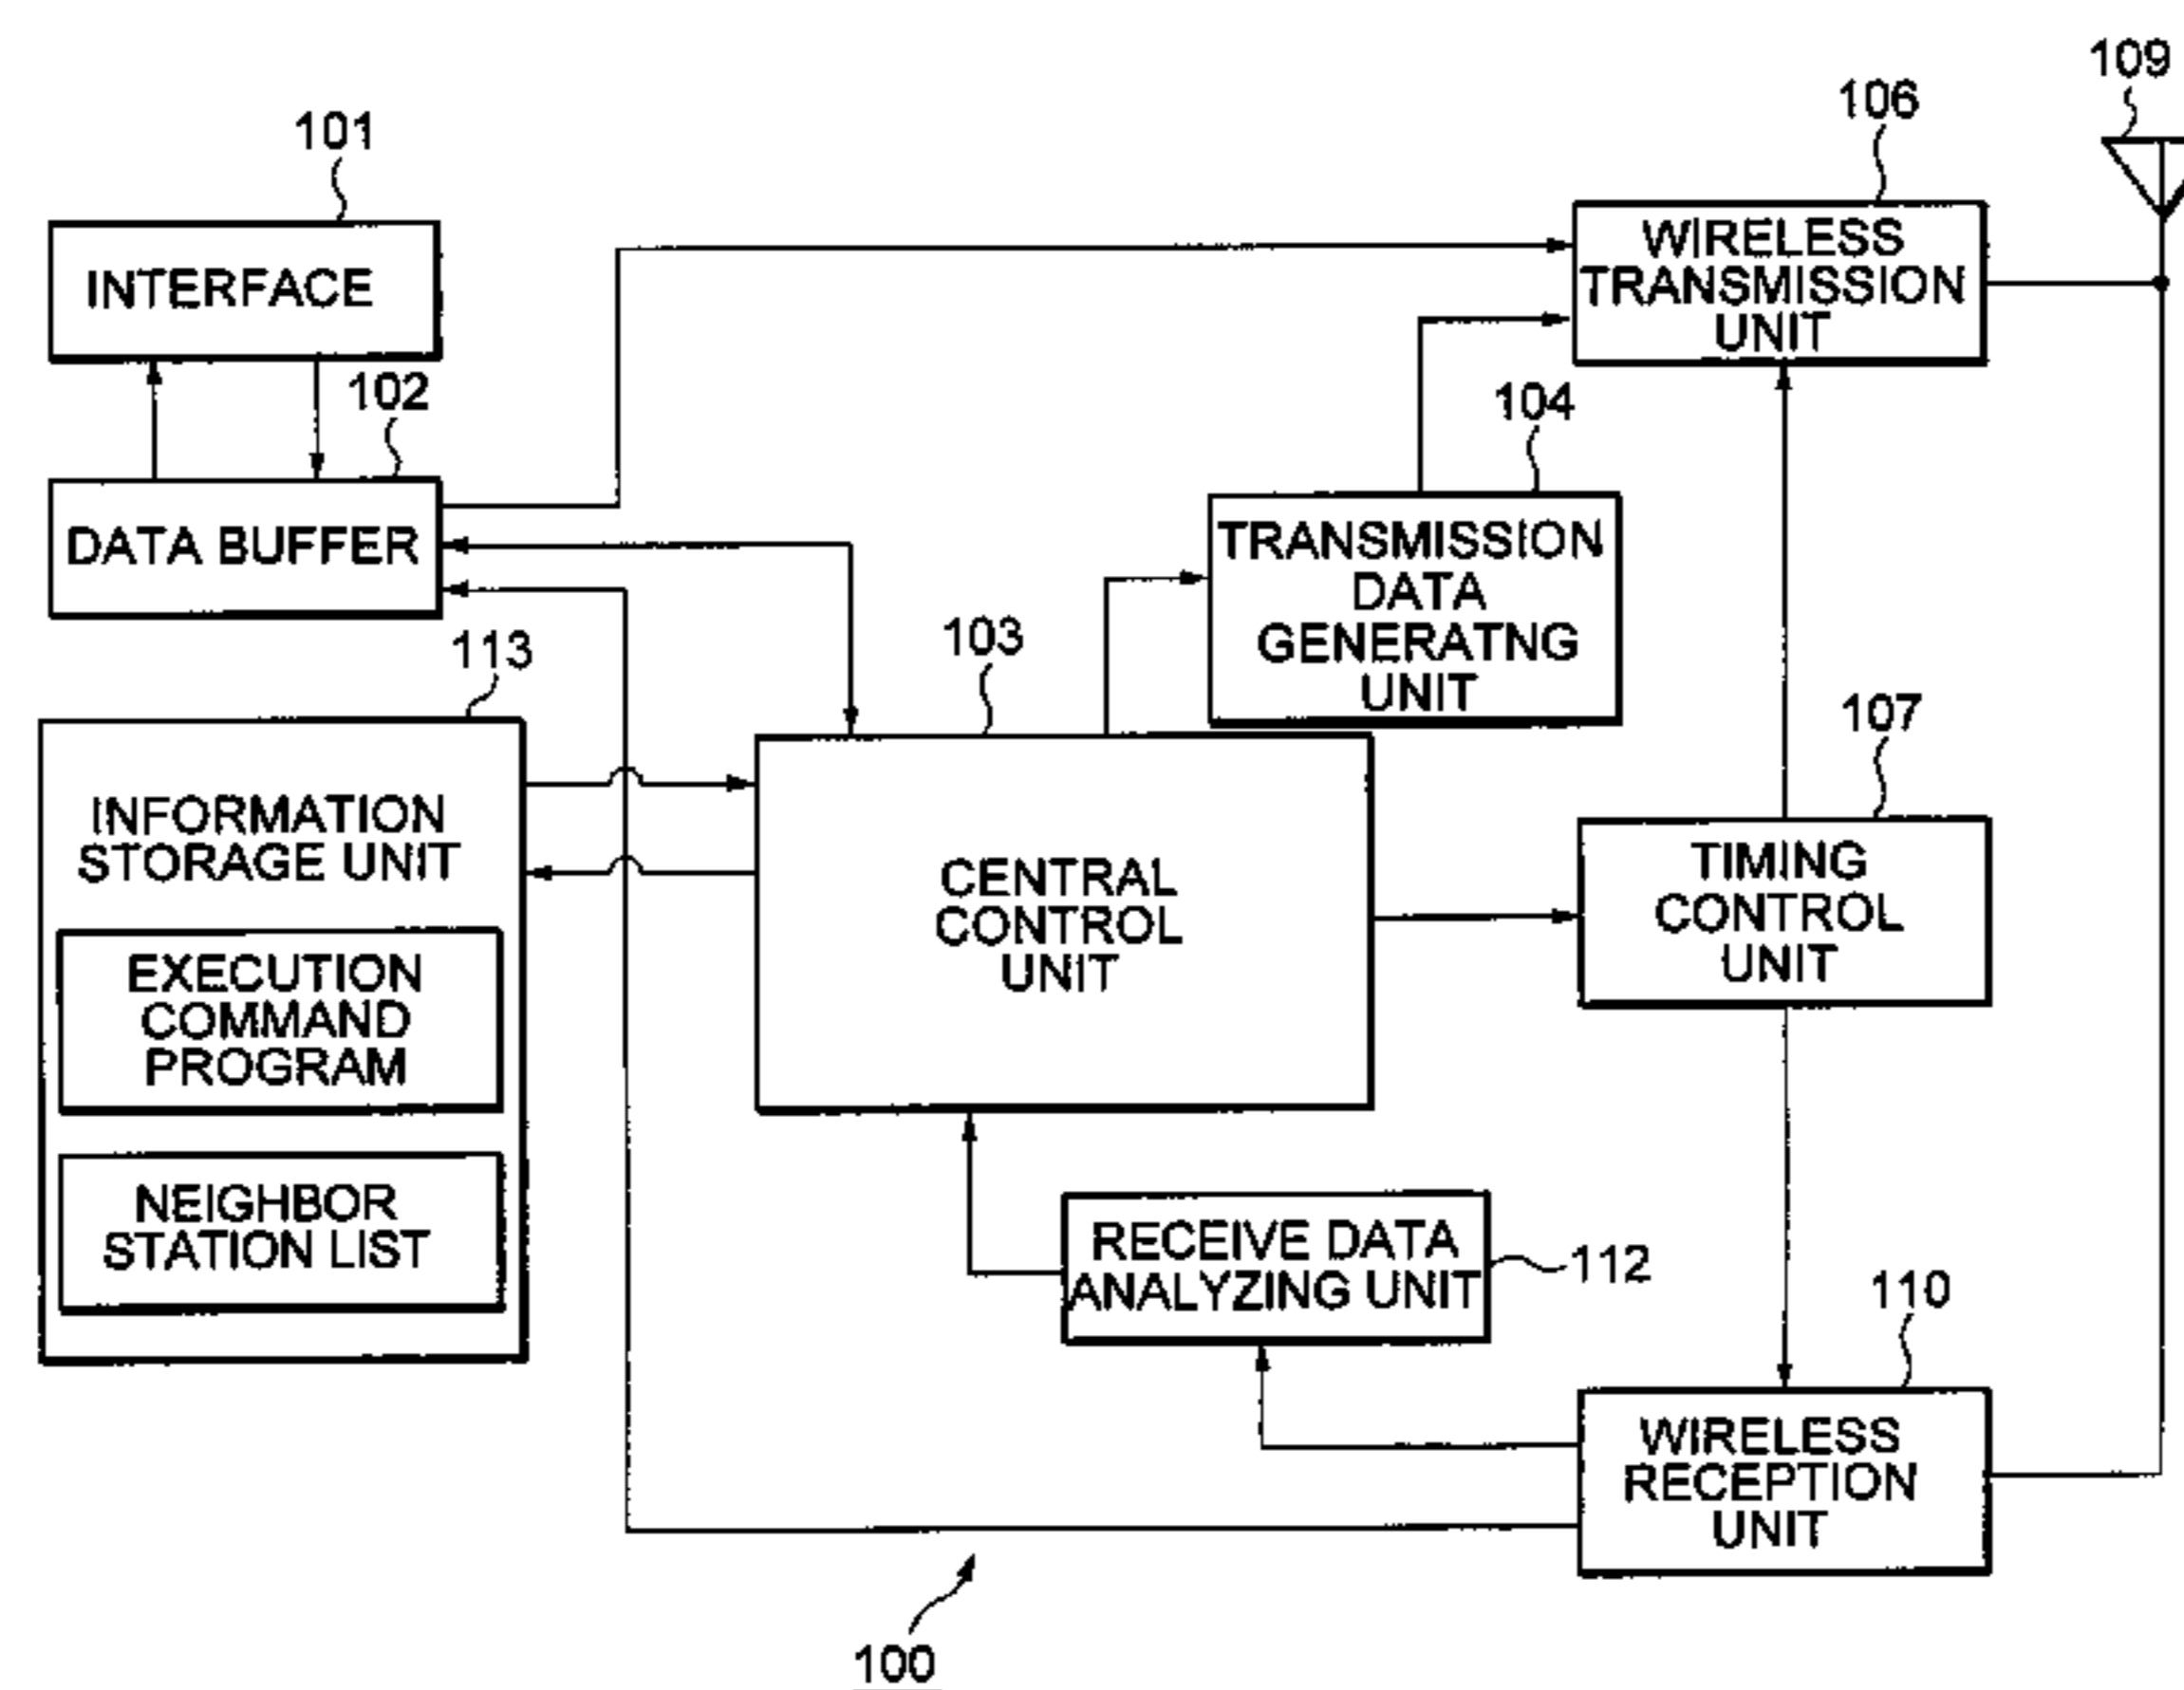 109
106
101
WIRELESS
TRANSMISSION
UNIT
INTERFACE
102
104
DATA BUFFER
TRANSMISSION
DATA
GENERATNG
UNIT
113
103
107
INFORMATION
STORAGE UNIT
CENTRAL
CONTROL
UNIT
TIMING
CONTROL
UNIT
EXECUTION
COMMAND
PROGRAM
NEIGHBOR
STATION LIST
RECEIVE DATA
ANALYZING UNIT
112
110
WIRELESS
RECEPTION
UNIT
100